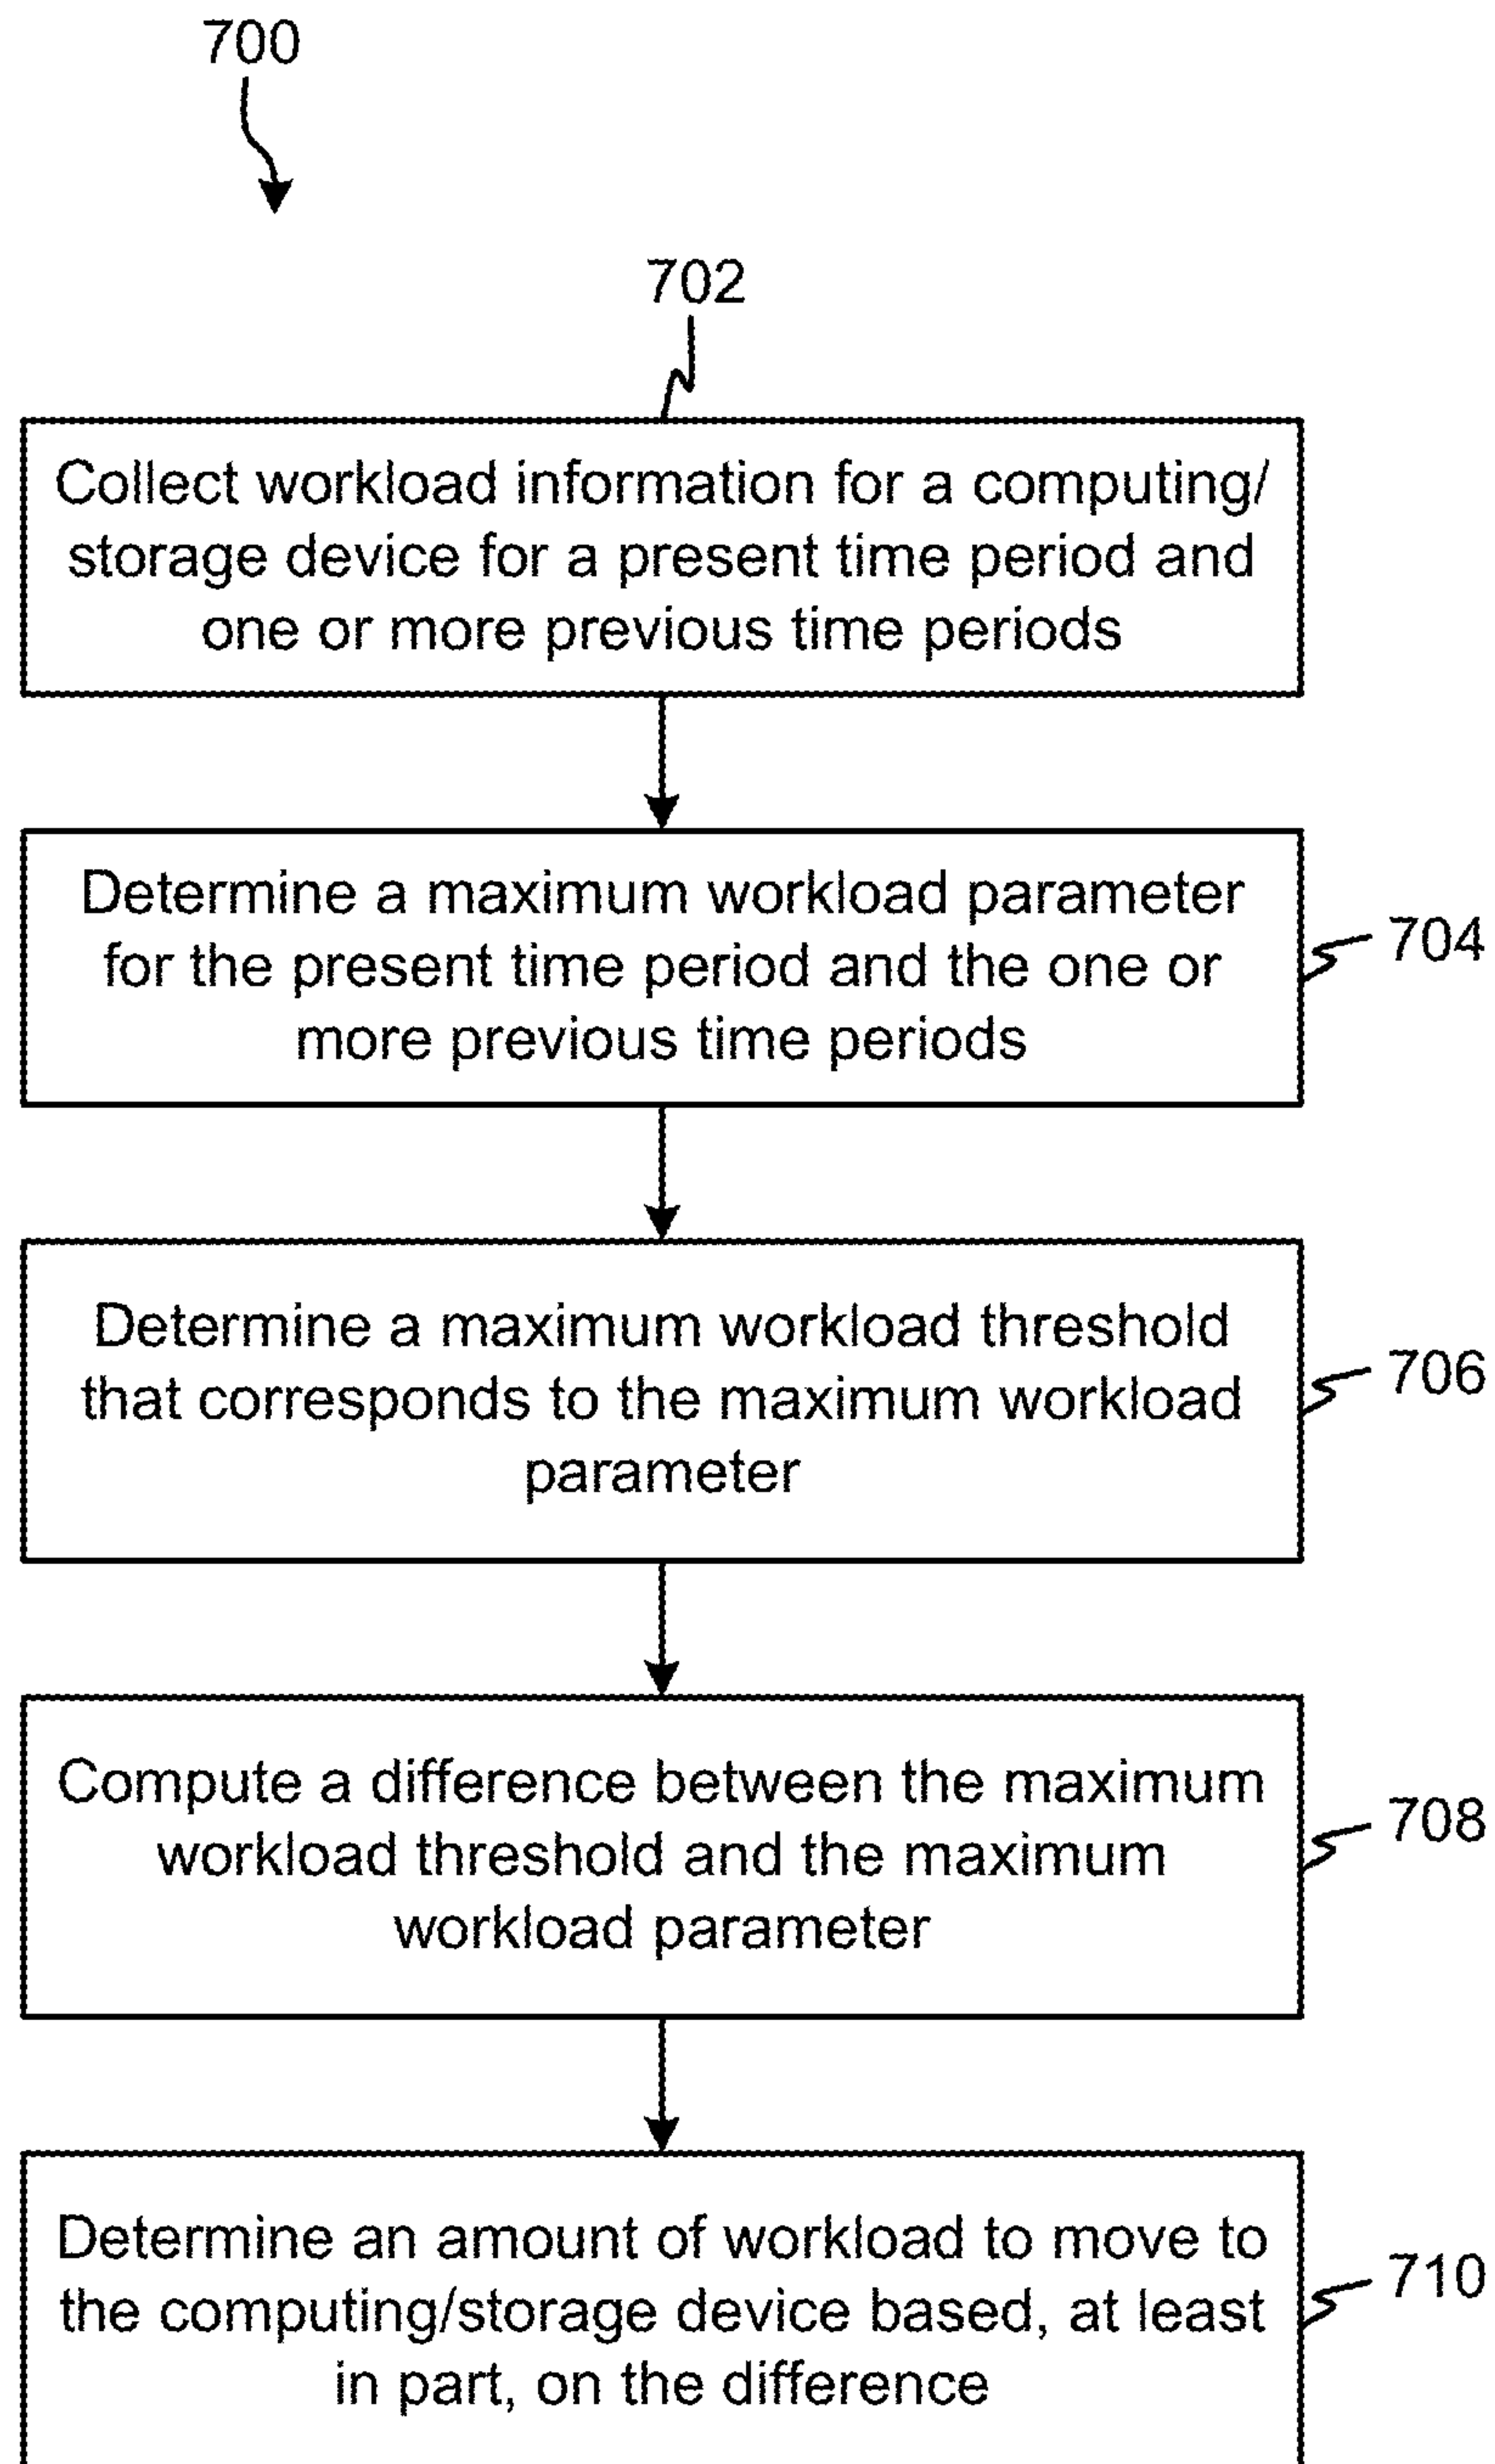 700
702
Collect workload information for a computing/
storage device for a present time period and
one or more previous time periods
Determine a maximum workload parameter
for the present time period and the one or
more previous time periods
704
Determine a maximum workload threshold
that corresponds to the maximum workload
parameter
706
Compute a difference between the maximum
workload threshold and the maximum
workload parameter
708
Determine an amount of workload to move to
the computing/storage device based, at least
in part, on the difference
710